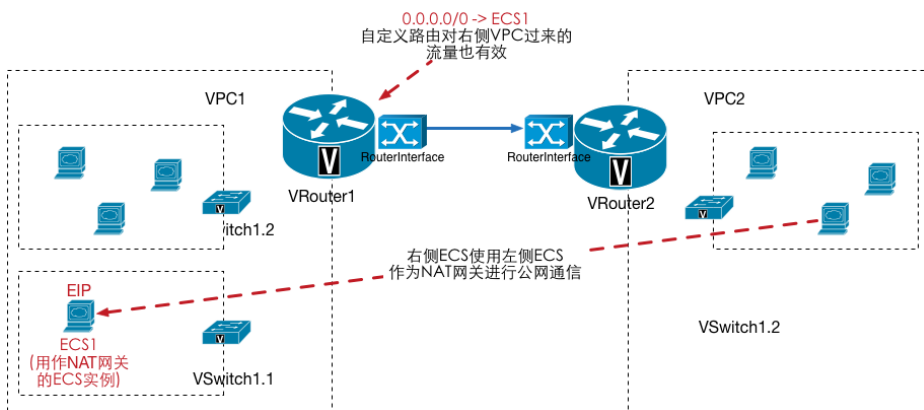 0.0.0.0/0 -> ECS1
自定义路由对右侧VPC过来的
流量也有效
VPC1
VPC2
RouterInterface
RouterInterface
V
V
VRouter1
VRouter2
V
itch1.2
V
右侧ECS使用左侧ECS
作为NAT网关进行公网通信
EIP
ECS1
(用作NAT网关
的ECS实例)
V
VSwitch1.1
VSwitch1.2